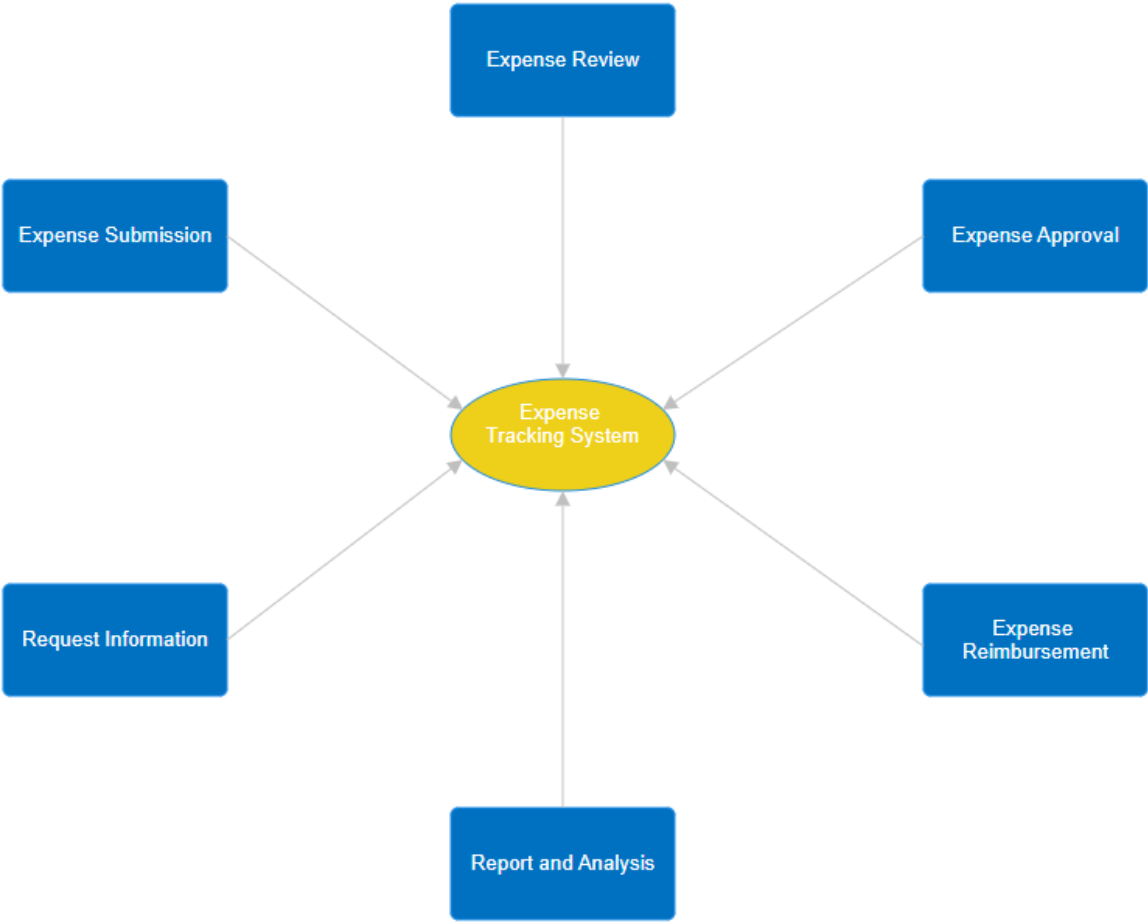 Expense Review
Expense Submission
Expense Approval
Expense
Tracking System
Request Information
Expense
Reimbursement
Report and Analysis